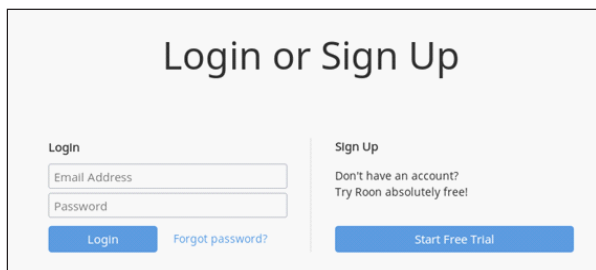 Login or Sign Up
Login
Email Address
Password
Login Forgot password?
Sign Up
Don't have an account?
Try Roon absolutely free!
Start Free Trial